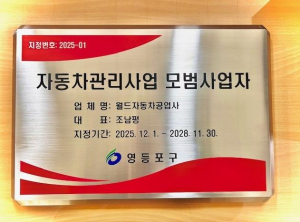 지정번호: 2025-01
자동차관리사업 모범사업자
업 체 명: 월드자동차공업사
대 표: 조남평
지정기간: 2025. 12. 1. ~ 2028. 11. 30.
영등포구